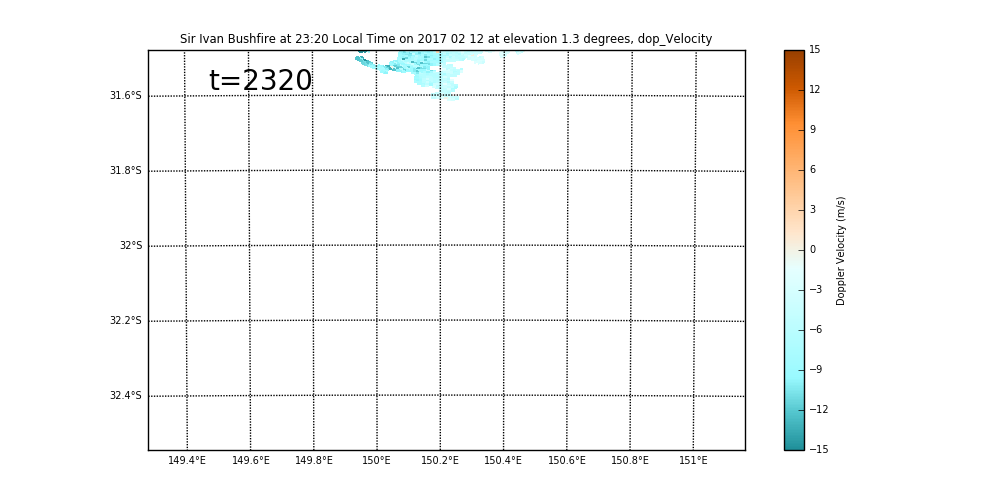 Sir Ivan Bushfire at 23:20 Local Time on 2017 02 12 at elevation 1.3 degrees, dop_Velocity
t=2320
31.6°S
31.8°S
32°S
32.2°S
32.4°S
149.4°E 149.6°E 149.8°E 150°E 150.2°E 150.4°E 150.6°E 150.8°E 151°E
15
12
9
6
3
0
−3
−6
−9
−12
−15
Doppler Velocity (m/s)